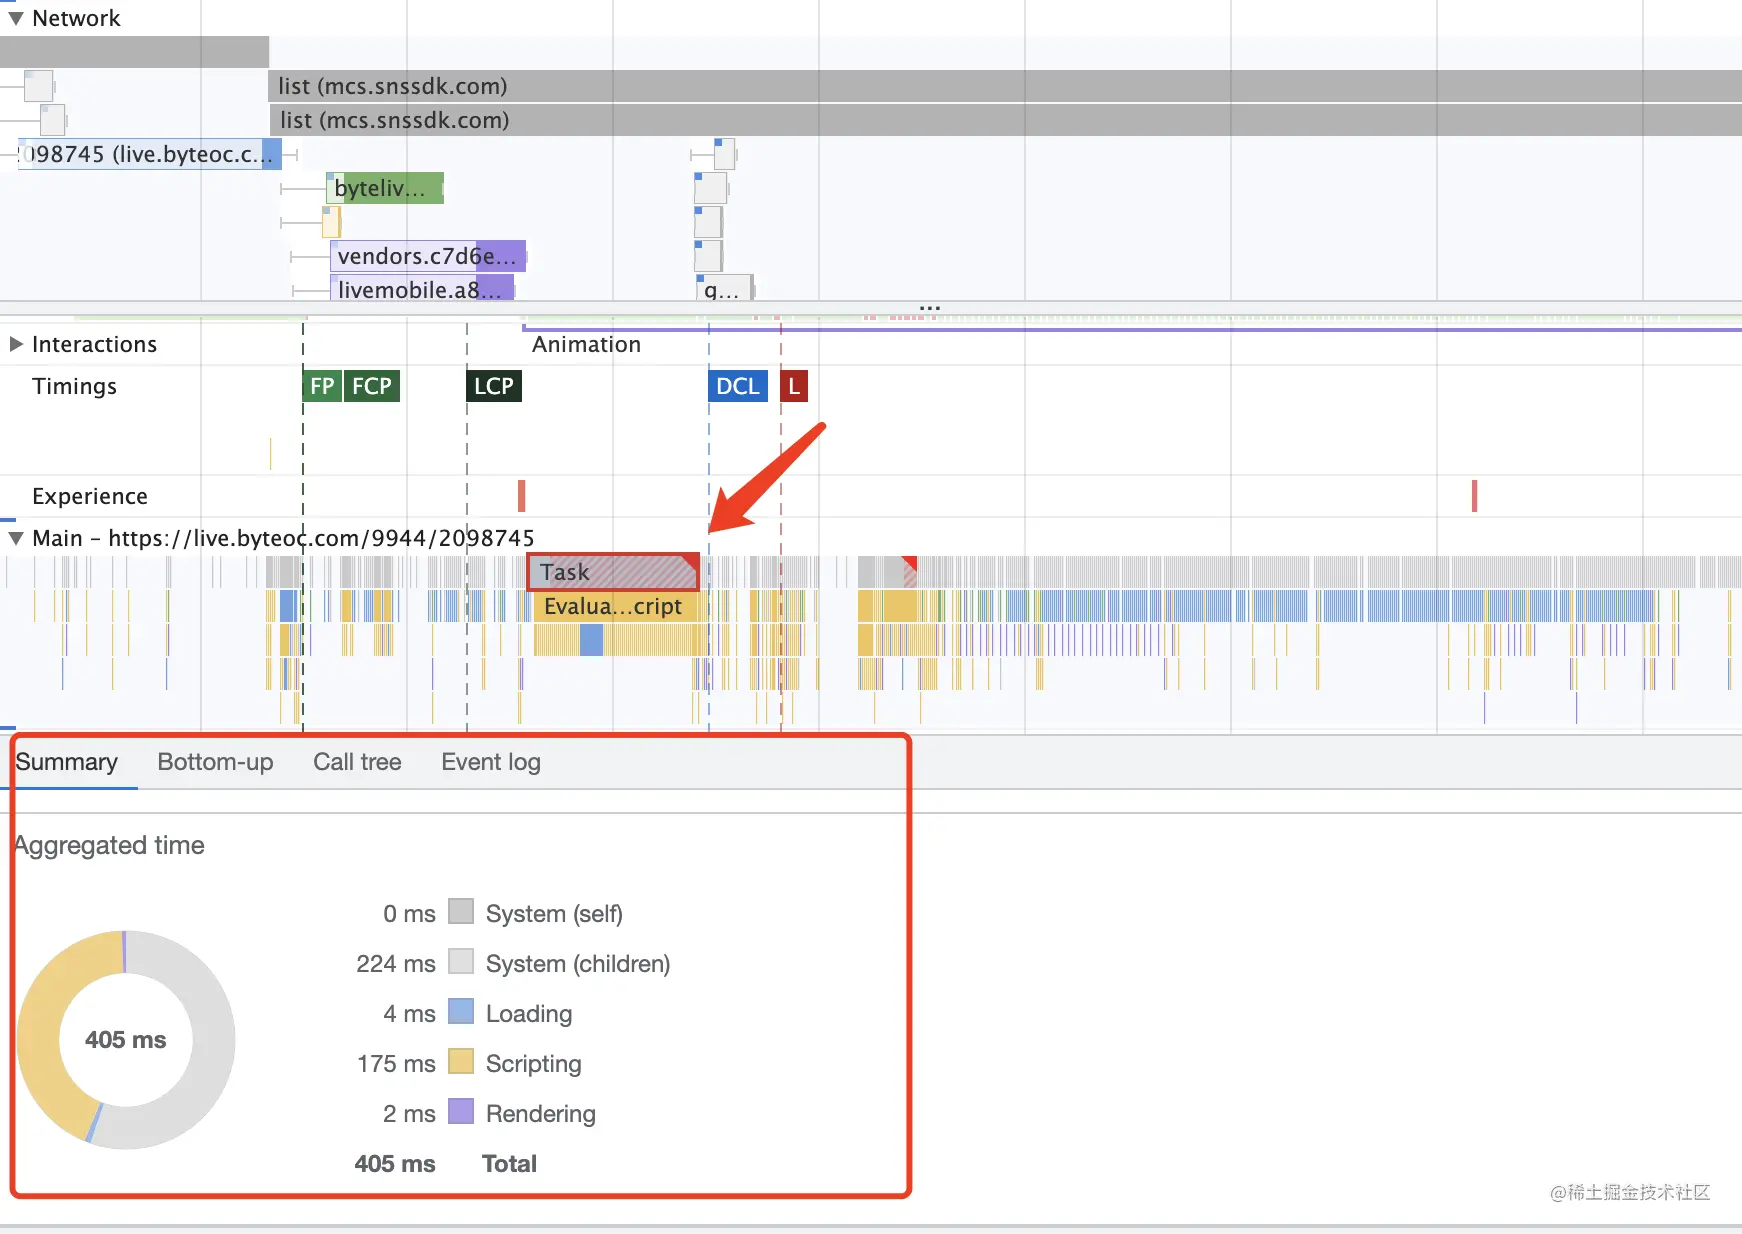 Network
list (mcs.snssdk.com)
list (mcs.snssdk.com)
2098745 (live.byteoc.c...
byteliv...
vendors.c7d6e...
livemobile.a8...
g...
...
Interactions
Animation
Timings
FP FCP LCP DCL L
Experience
Main – https://live.byteoc.com/9944/2098745
Task
Evalua...cript
Summary Bottom-up Call tree Event log
Aggregated time
405 ms
0 ms System (self)
224 ms System (children)
4 ms Loading
175 ms Scripting
2 ms Rendering
405 ms Total
@稀土掘金技术社区